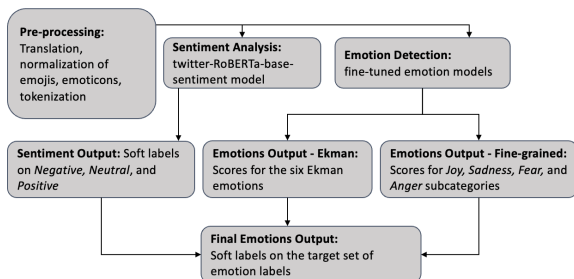 Pre-processing:
Translation,
normalization of
emojis, emoticons,
tokenization
Sentiment Analysis:
twitter-RoBERTa-base-
sentiment model
Emotion Detection:
fine-tuned emotion models
Sentiment Output: Soft labels
on Negative, Neutral, and
Positive
Emotions Output - Ekman:
Scores for the six Ekman
emotions
Emotions Output - Fine-grained:
Scores for Joy, Sadness, Fear, and
Anger subcategories
Final Emotions Output:
Soft labels on the target set of
emotion labels